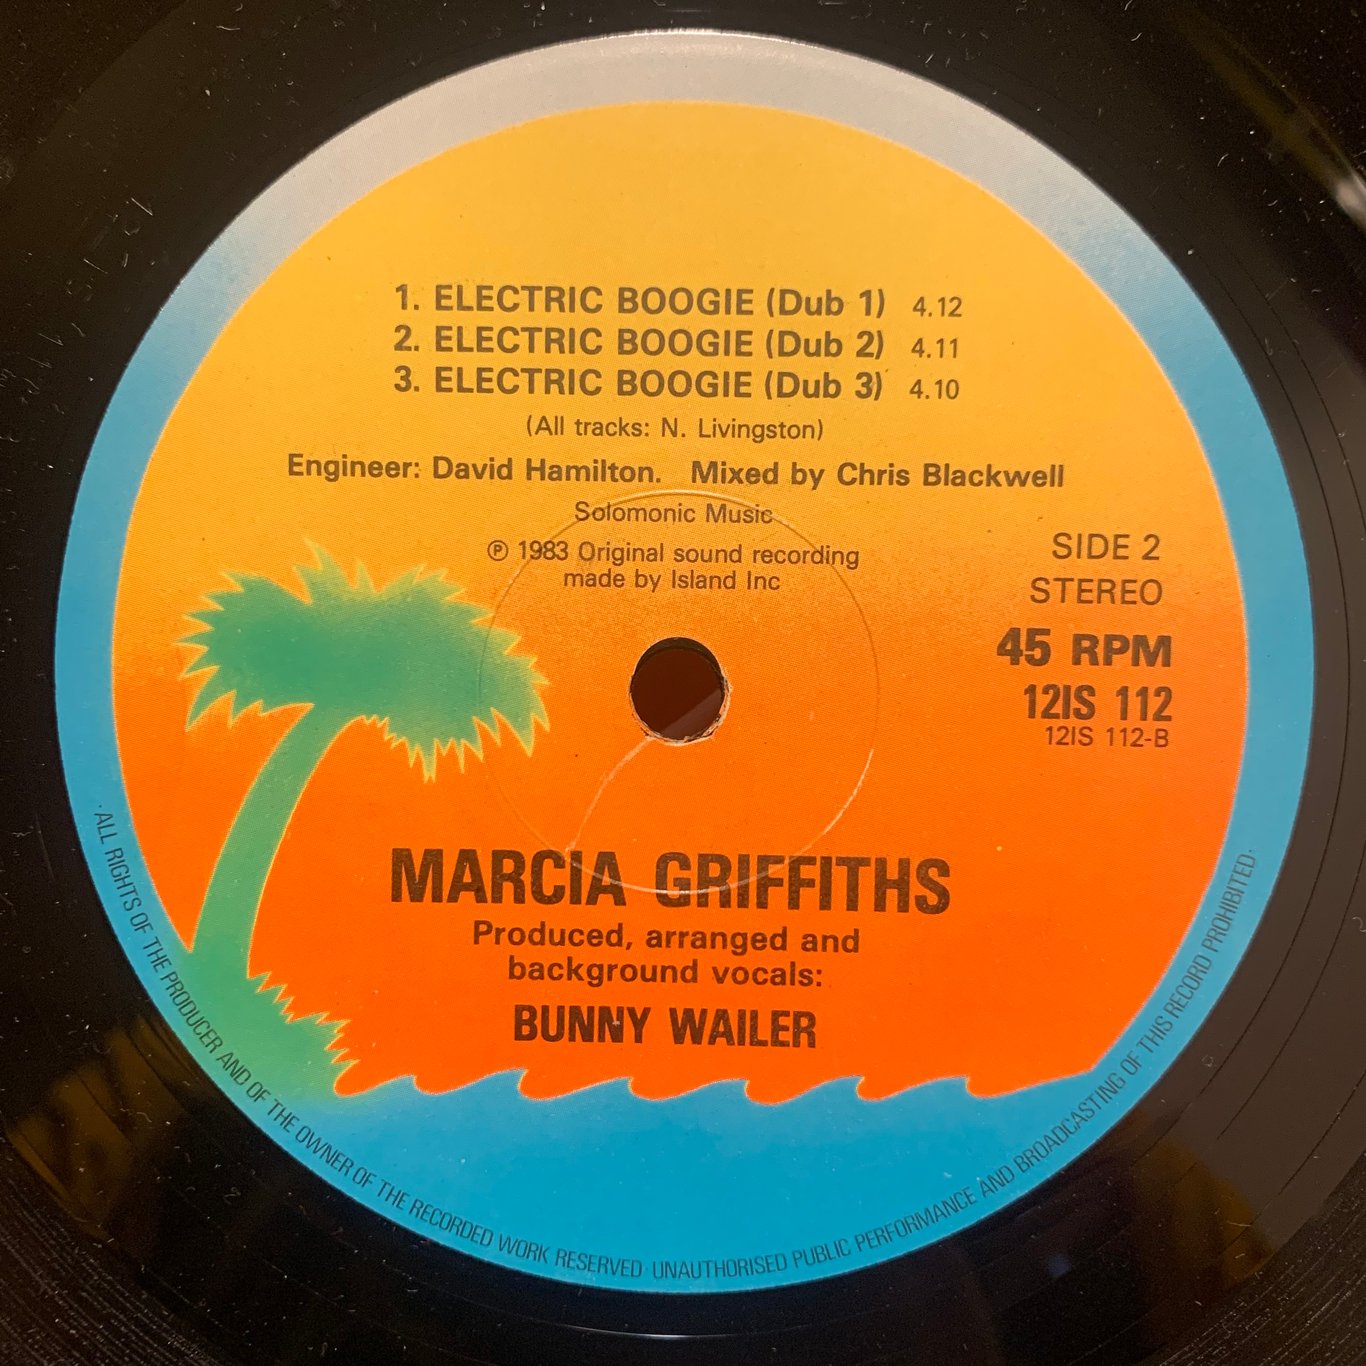 1. ELECTRIC BOOGIE (Dub 1) 4.12
2. ELECTRIC BOOGIE (Dub 2) 4.11
3. ELECTRIC BOOGIE (Dub 3) 4.10
(All tracks: N. Livingston)
Engineer: David Hamilton. Mixed by Chris Blackwell
Solomonic Music
℗ 1983 Original sound recording
made by Island Inc
SIDE 2
STEREO
45 RPM
12IS 112
12IS 112-B
MARCIA GRIFFITHS
Produced, arranged and
background vocals:
BUNNY WAILER
·ALL RIGHTS OF THE PRODUCER AND OF THE OWNER OF THE RECORDED WORK RESERVED· UNAUTHORISED PUBLIC PERFORMANCE AND BROADCASTING OF THIS RECORD PROHIBITED.